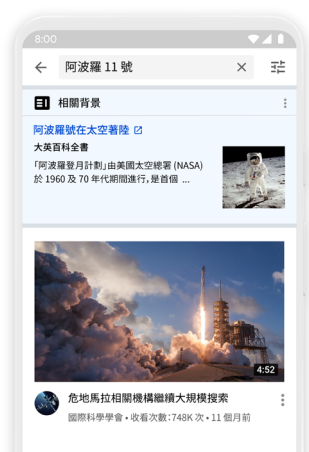 8:00
阿波羅 11 號
相關背景
阿波羅號在太空著陸
大英百科全書
「阿波羅登月計劃」由美國太空總署 (NASA)
於 1960 及 70 年代期間進行，是首個 ...
4:52
危地馬拉相關機構繼續大規模搜索
國際科學學會 • 收看次數：748K 次 • 11 個月前